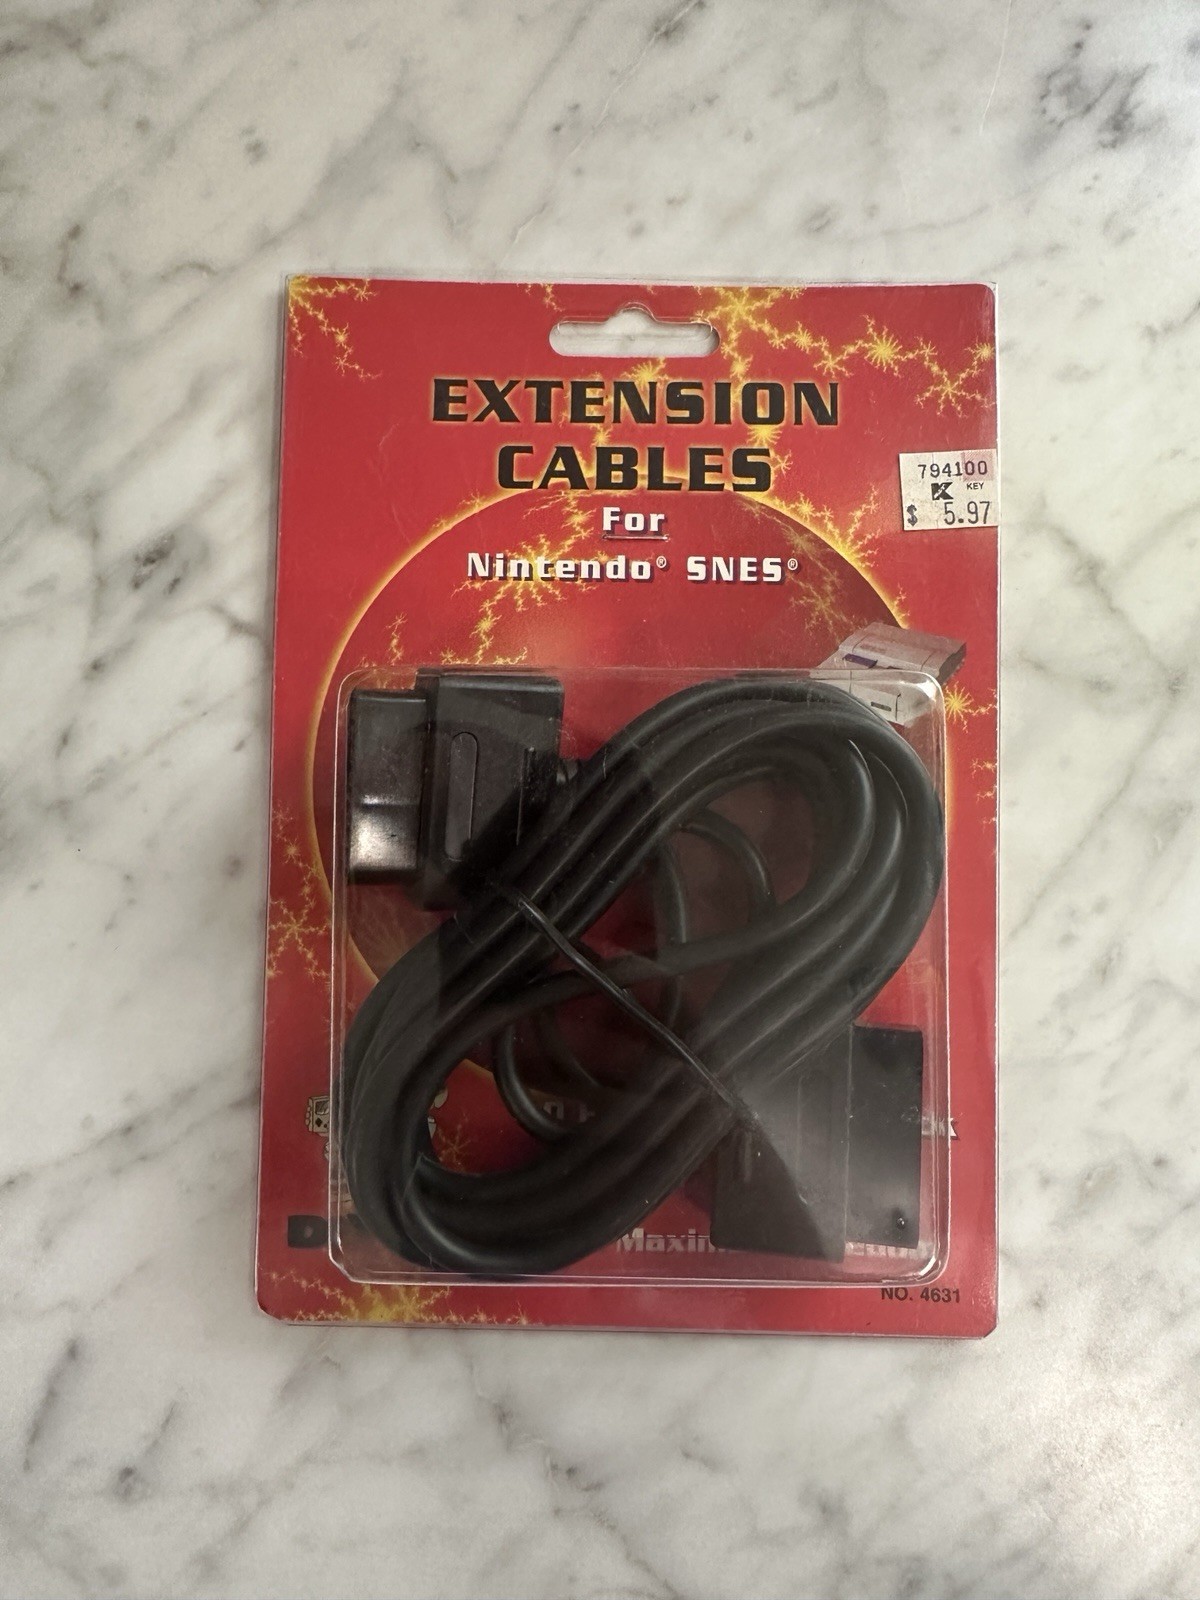 EXTENSION
CABLES
For
Nintendo® SNES®
794100
K KEY
$ 5.97
NO. 4631